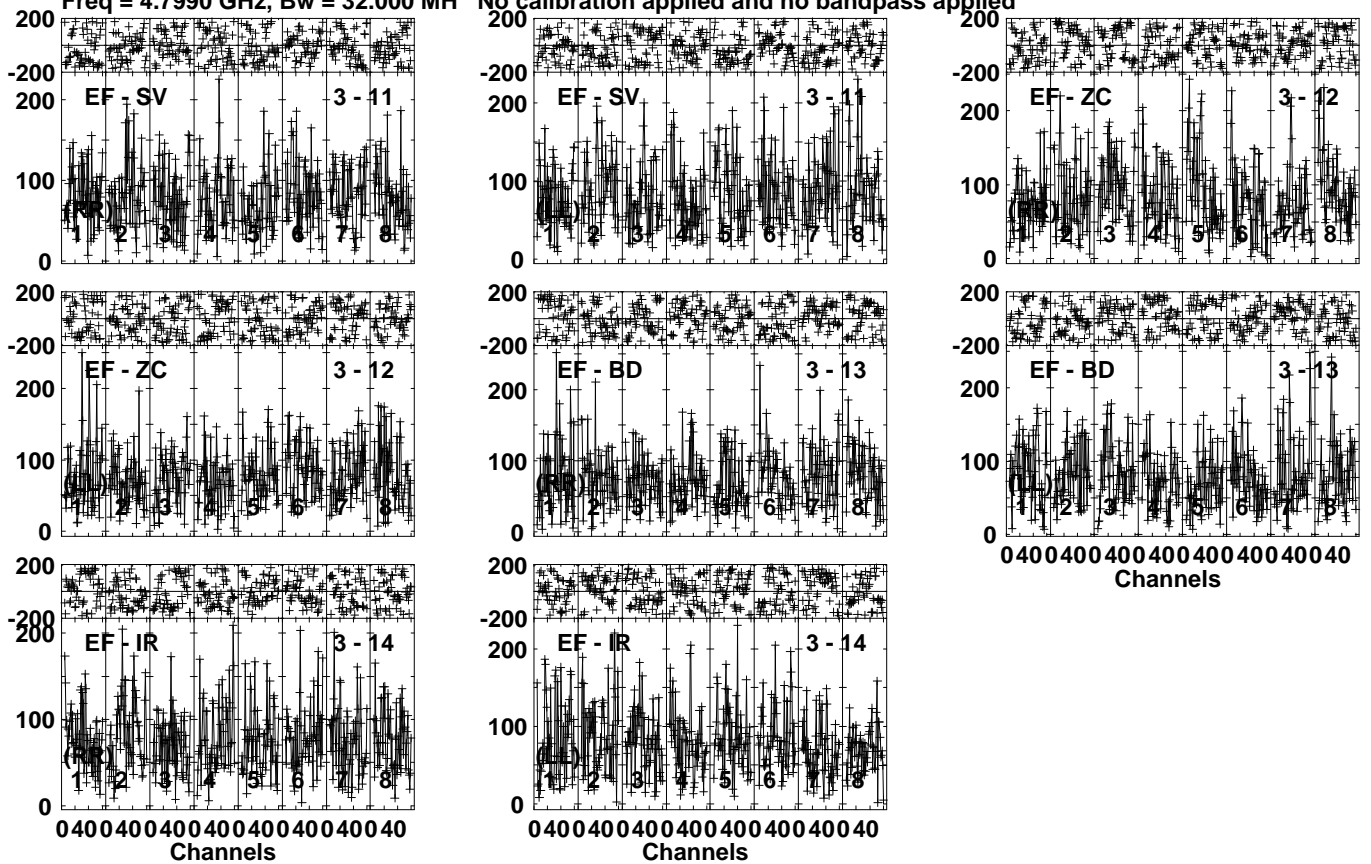 Freq = 4.7990 GHz, Bw = 32.000 MH No calibration applied and no bandpass applied
200
-200
EF - SV 3 - 11
200
100
(RR)
1 2 3 4 5 6 7 8
0
200
-200
EF - SV 3 - 11
200
100
(LL)
1 2 3 4 5 6 7 8
0
200
-200
EF - ZC 3 - 12
200
100
(RR)
1 2 3 4 5 6 7 8
0
200
-200
EF - ZC 3 - 12
200
100
(LL)
1 2 3 4 5 6 7 8
0
200
-200
EF - BD 3 - 13
200
100
(RR)
1 2 3 4 5 6 7 8
0
200
-200
EF - BD 3 - 13
200
100
(LL)
1 2 3 4 5 6 7 8
0
0 40 0 40 0 40 0 40 0 40 0 40 0 40 0 40
Channels
200
-200
EF - IR 3 - 14
200
100
(RR)
1 2 3 4 5 6 7 8
0
0 40 0 40 0 40 0 40 0 40 0 40 0 40 0 40
Channels
200
-200
EF - IR 3 - 14
200
100
(LL)
1 2 3 4 5 6 7 8
0
0 40 0 40 0 40 0 40 0 40 0 40 0 40 0 40
Channels